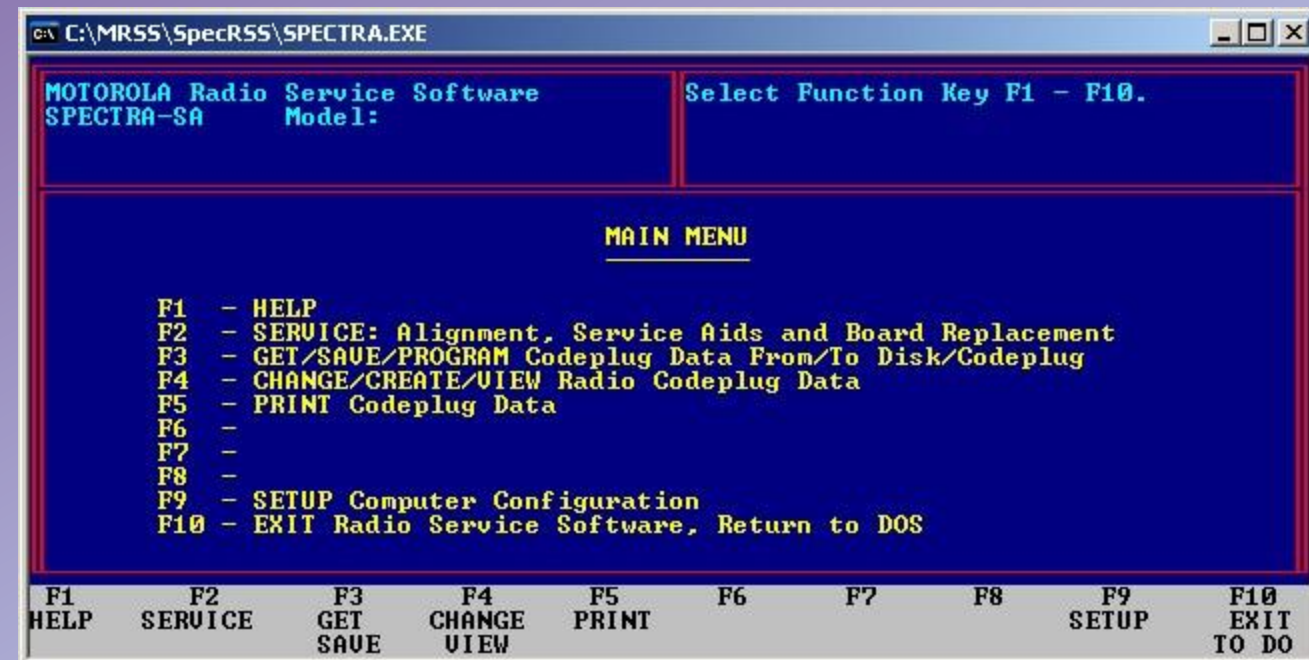 C:\MRSS\SpecRSS\SPECTRA.EXE
MOTOROLA Radio Service Software
SPECTRA-SA Model:
Select Function Key F1 - F10.
MAIN MENU
F1 - HELP
F2 - SERVICE: Alignment, Service Aids and Board Replacement
F3 - GET/SAVE/PROGRAM Codeplug Data From/To Disk/Codeplug
F4 - CHANGE/CREATE/VIEW Radio Codeplug Data
F5 - PRINT Codeplug Data
F6 -
F7 -
F8 -
F9 - SETUP Computer Configuration
F10 - EXIT Radio Service Software, Return to DOS
F1 F2 F3 F4 F5 F6 F7 F8 F9 F10
HELP SERVICE GET CHANGE PRINT SETUP EXIT
SAVE VIEW TO DO